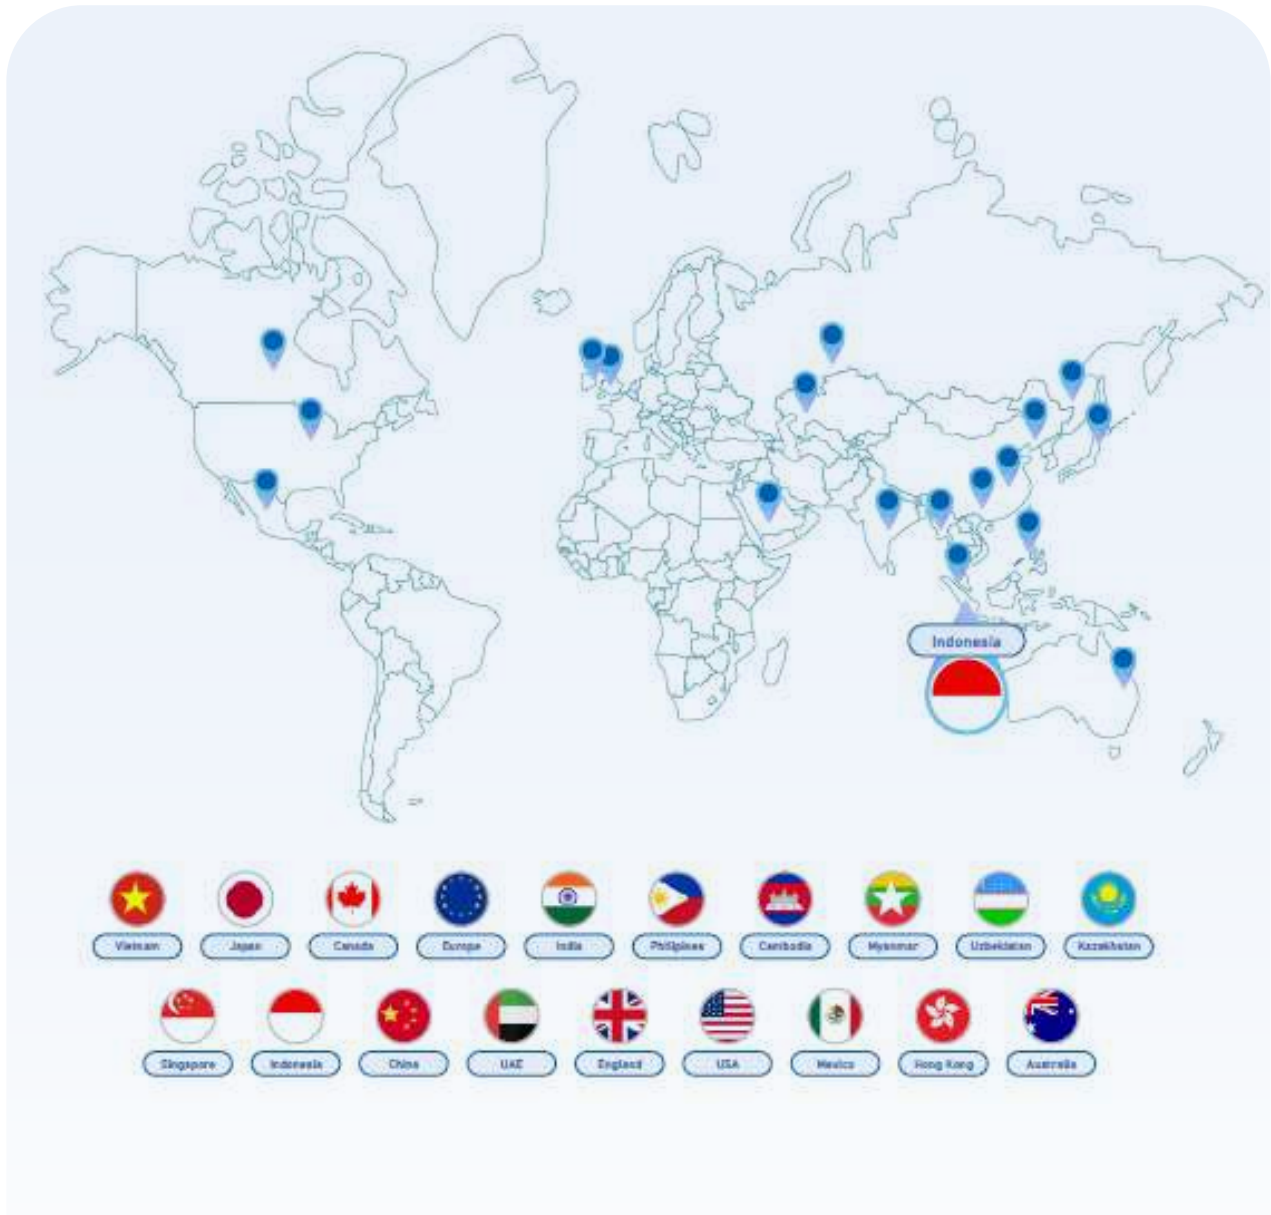 Indonesia
Vietnam
Japan
Canada
Europe
India
Philipines
Cambodia
Myanmar
Uzbekistan
Kazakhstan
Singapore
Indonesia
China
UAE
England
USA
Mexico
Hong Kong
Australia